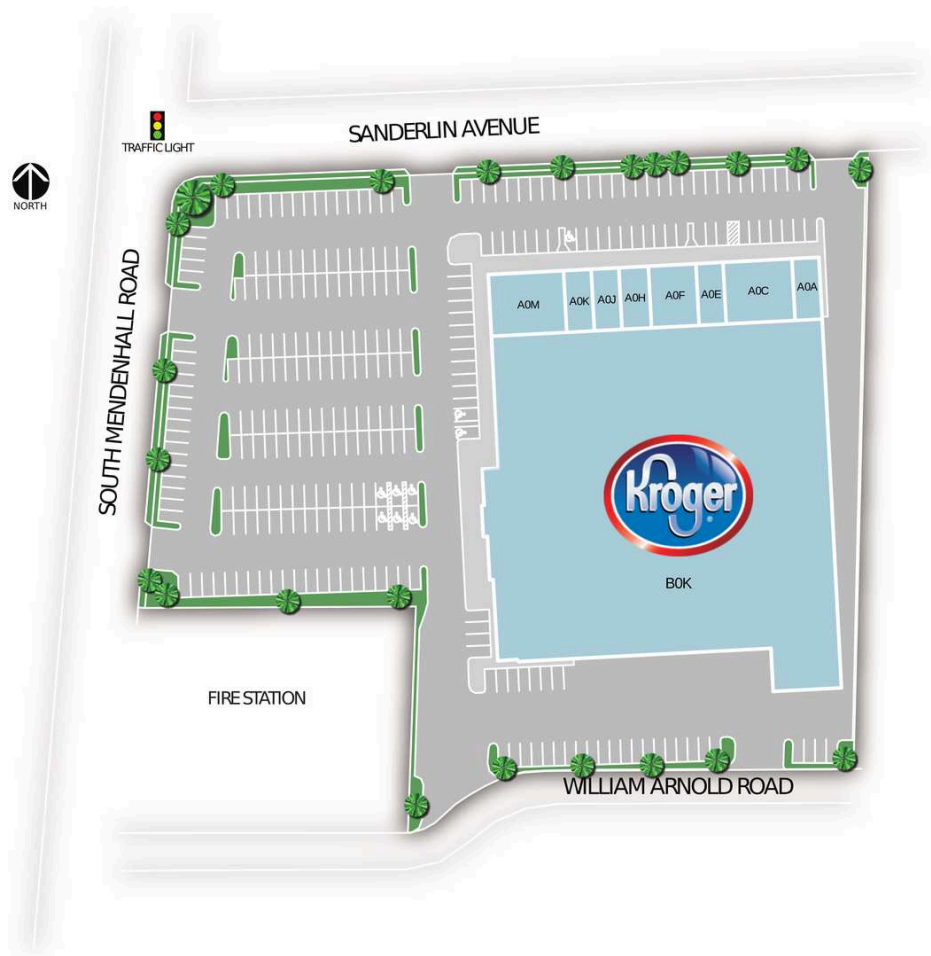 SANDERLIN AVENUE
TRAFFIC LIGHT
NORTH
SOUTH MENDENHALL ROAD
A0M
A0K
A0J
A0H
A0F
A0E
A0C
A0A
Kroger
B0K
FIRE STATION
WILLIAM ARNOLD ROAD